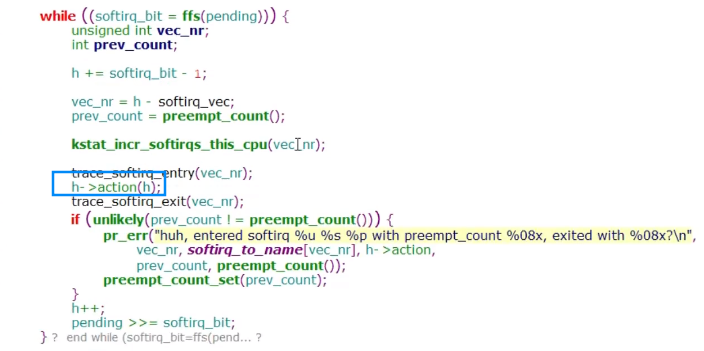 while ((softirq_bit = ffs(pending))) {
unsigned int vec_nr;
int prev_count;
h += softirq_bit - 1;
vec_nr = h - softirq_vec;
prev_count = preempt_count();
kstat_incr_softirqs_this_cpu(vec_nr);
trace_softirq_entry(vec_nr);
h->action(h);
trace_softirq_exit(vec_nr);
if (unlikely(prev_count != preempt_count())) {
pr_err("huh, entered softirq %u %s %p with preempt_count %08x, exited with %08x?\n",
vec_nr, softirq_to_name[vec_nr], h->action,
prev_count, preempt_count());
preempt_count_set(prev_count);
}
h++;
pending >>= softirq_bit;
} ? end while (softirq_bit=ffs(pend... ?